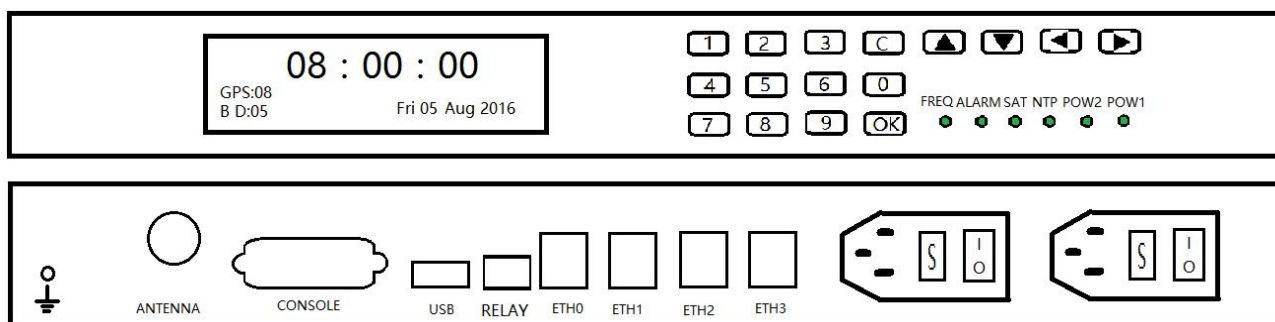 08 : 00 : 00
GPS:08
B D:05
Fri 05 Aug 2016
1 2 3 C
4 5 6 0
7 8 9 OK
FREQ ALARM SAT NTP POW2 POW1
ANTENNA
CONSOLE
USB
RELAY
ETH0
ETH1
ETH2
ETH3
S
I
O
S
I
O